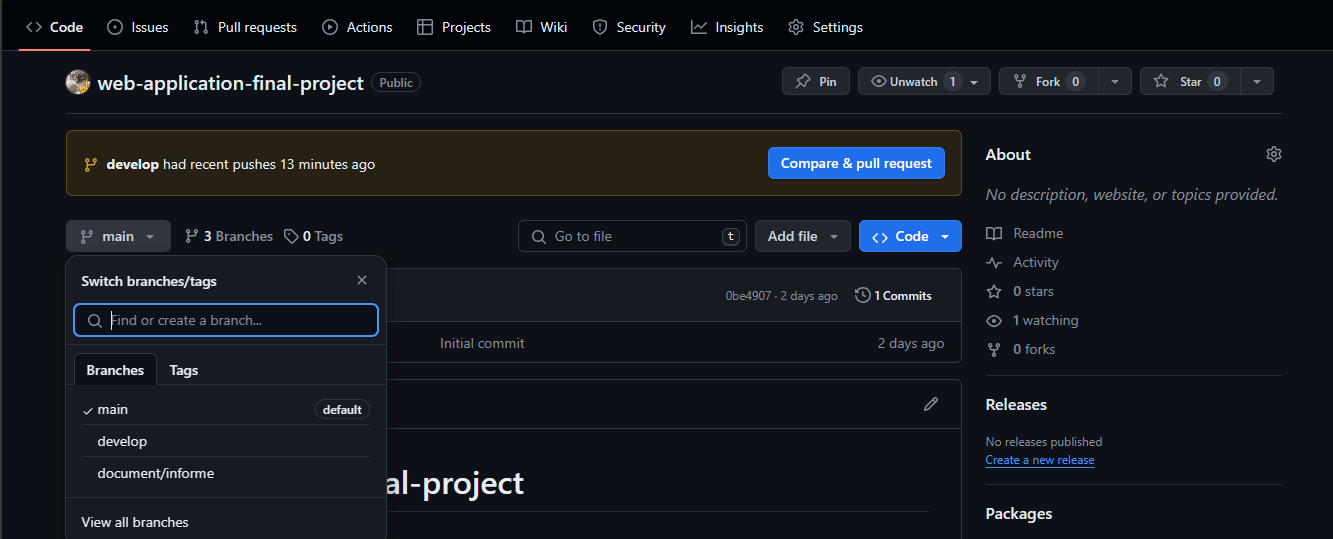 Code Issues Pull requests Actions Projects Wiki Security Insights Settings
web-application-final-project Public Pin Unwatch 1 Fork 0 Star 0
develop had recent pushes 13 minutes ago Compare & pull request
main 3 Branches 0 Tags Go to file t Add file Code
Switch branches/tags
Find or create a branch...
Branches Tags
main default
develop
document/informe
View all branches
0be4907 · 2 days ago 1 Commits
Initial commit 2 days ago
al-project
About
No description, website, or topics provided.
Readme
Activity
0 stars
1 watching
0 forks
Releases
No releases published
Create a new release
Packages